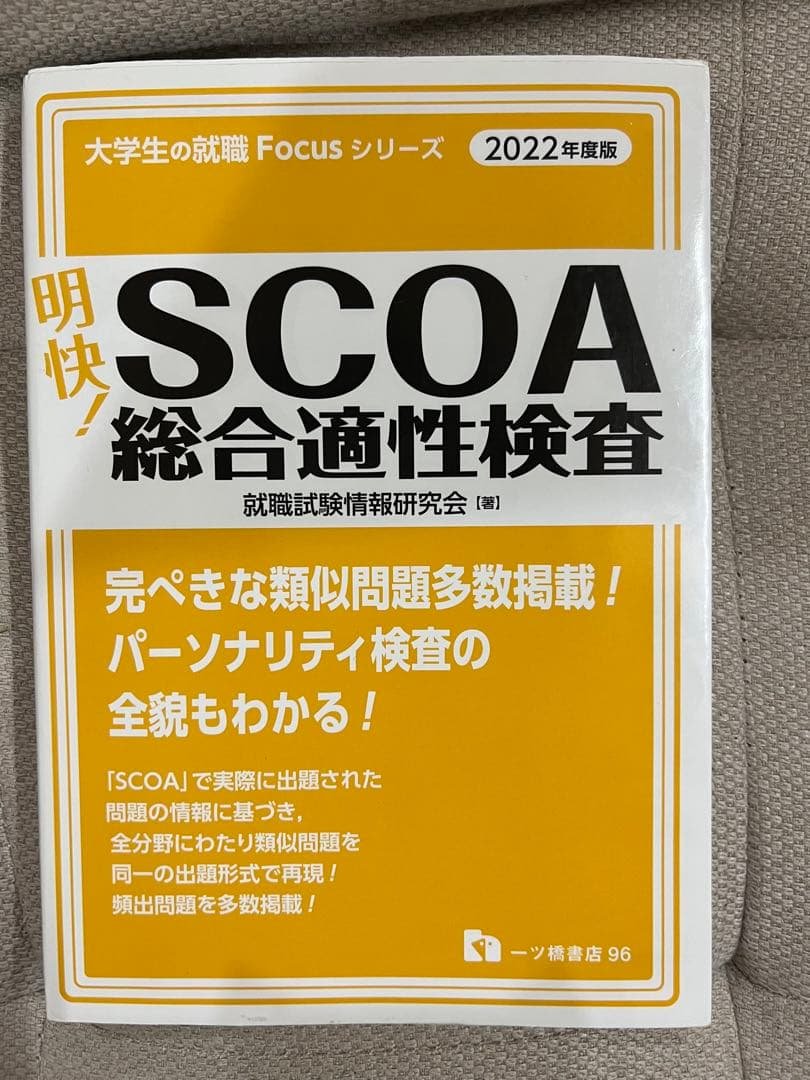 大学生の就職 Focus シリーズ 2022年度版
明快!
SCOA
総合適性検査
就職試験情報研究会【著】
完ぺきな類似問題多数掲載!
パーソナリティ検査の
全貌もわかる!
「SCOA」で実際に出題された
問題の情報に基づき,
全分野にわたり類似問題を
同一の出題形式で再現!
頻出問題を多数掲載!
一ツ橋書店 96